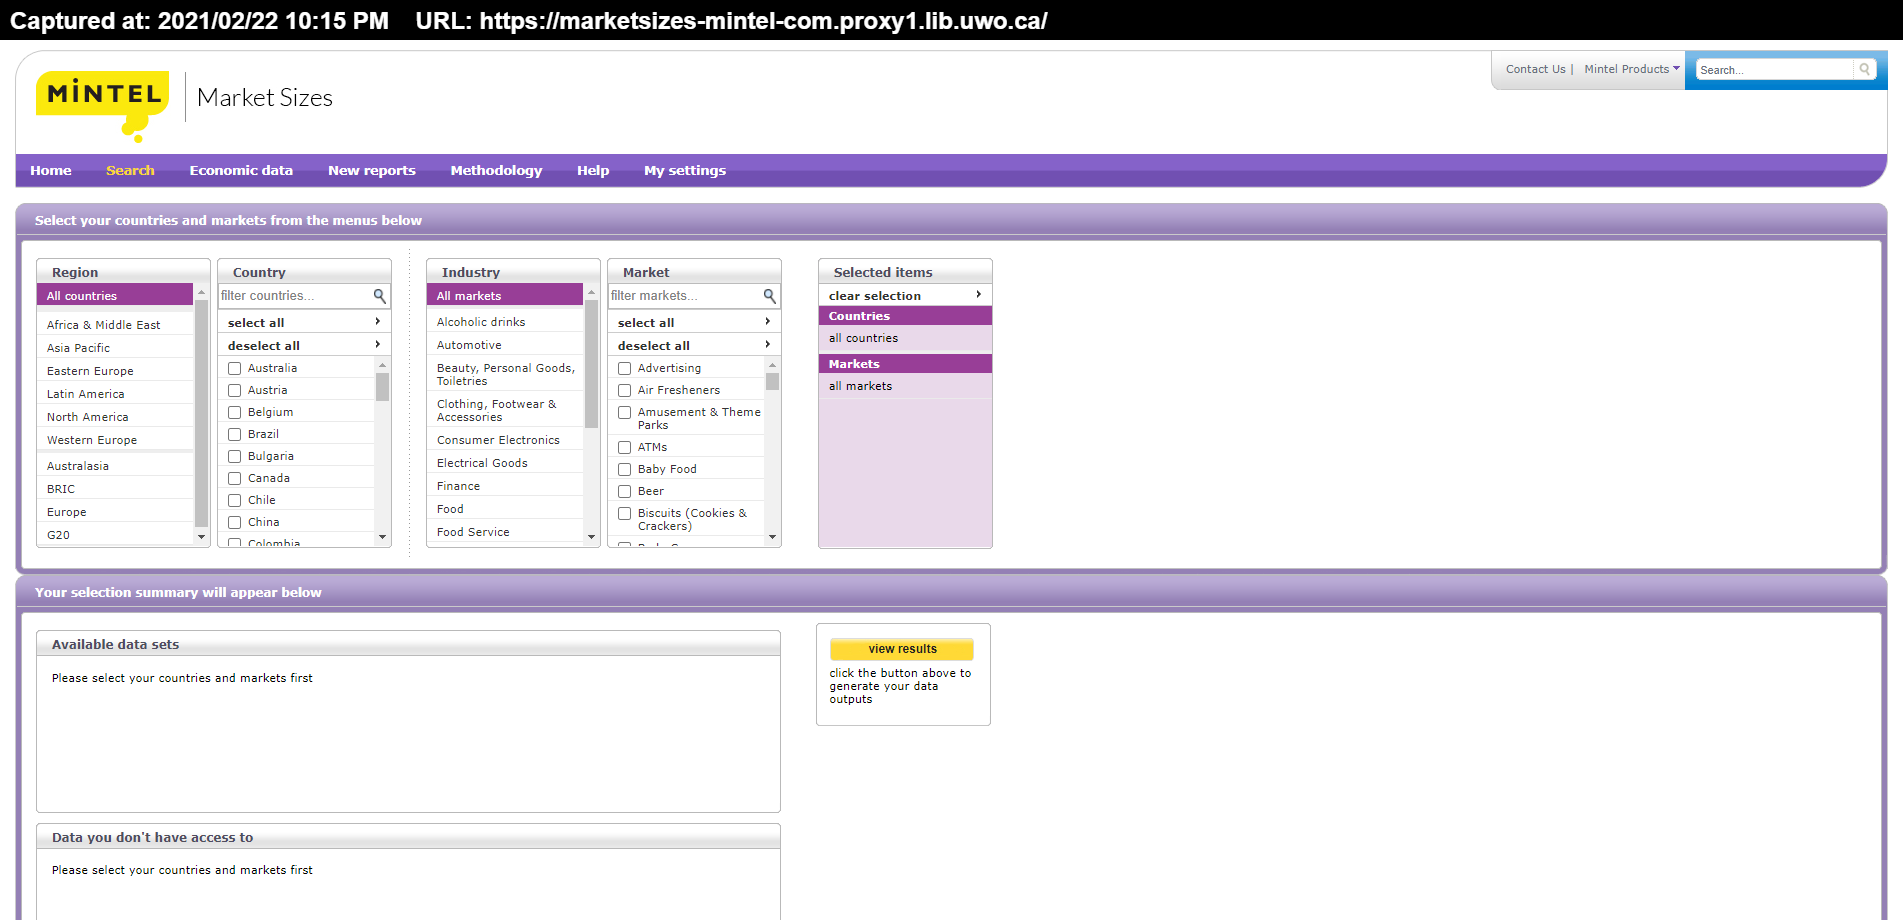 Captured at: 2021/02/22 10:15 PM    URL: https://marketsizes-mintel-com.proxy1.lib.uwo.ca/
Contact Us |  Mintel Products
Search...
MiNTEL
Market Sizes
Home  Search  Economic data  New reports  Methodology  Help  My settings
Select your countries and markets from the menus below
Region
All countries
Africa & Middle East
Asia Pacific
Eastern Europe
Latin America
North America
Western Europe
Australasia
BRIC
Europe
G20
Country
filter countries...
select all
deselect all
Australia
Austria
Belgium
Brazil
Bulgaria
Canada
Chile
China
Colombia
Industry
All markets
Alcoholic drinks
Automotive
Beauty, Personal Goods,
Toiletries
Clothing, Footwear &
Accessories
Consumer Electronics
Electrical Goods
Finance
Food
Food Service
Market
filter markets...
select all
deselect all
Advertising
Air Fresheners
Amusement & Theme
Parks
ATMs
Baby Food
Beer
Biscuits (Cookies &
Crackers)
Selected items
clear selection
Countries
all countries
Markets
all markets
Your selection summary will appear below
Available data sets
Please select your countries and markets first
view results
click the button above to
generate your data
outputs
Data you don't have access to
Please select your countries and markets first